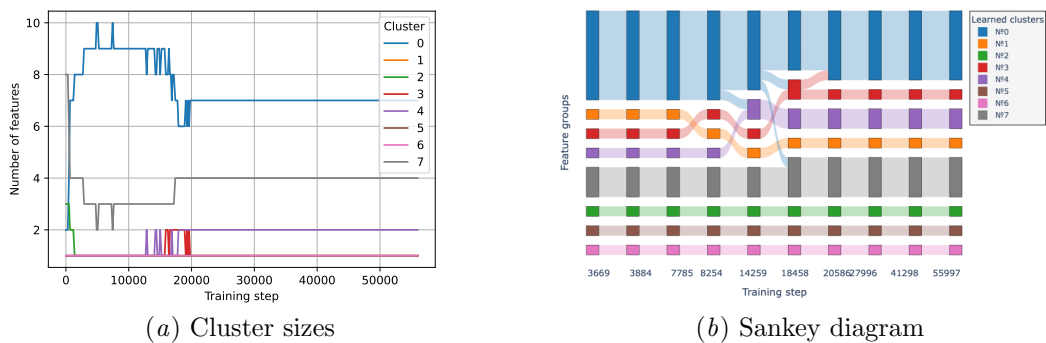 Number of features
10
8
6
4
2
Cluster
0
1
2
3
4
5
6
7
0 10000 20000 30000 40000 50000
Training step
(a) Cluster sizes
Feature groups
Learned clusters
№0
№1
№2
№3
№4
№5
№6
№7
3669 3884 7785 8254 14259 18458 20586 27996 41298 55997
Training step
(b) Sankey diagram